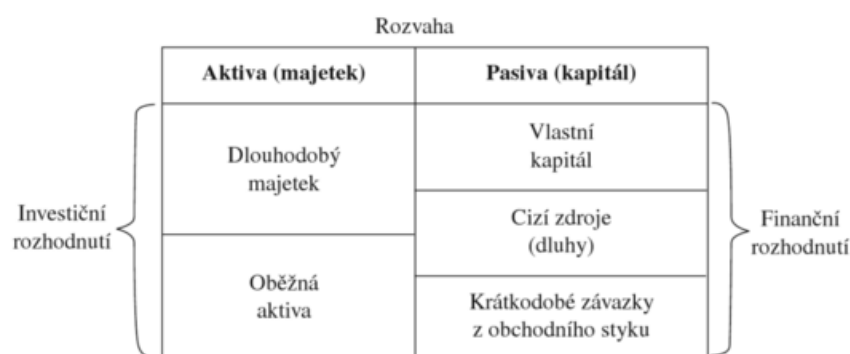 Rozvaha
Aktiva (majetek)
Pasiva (kapitál)
Investiční
rozhodnutí
Dlouhodobý
majetek
Oběžná
aktiva
Vlastní
kapitál
Cizí zdroje
(dluhy)
Krátkodobé závazky
z obchodního styku
Finanční
rozhodnutí